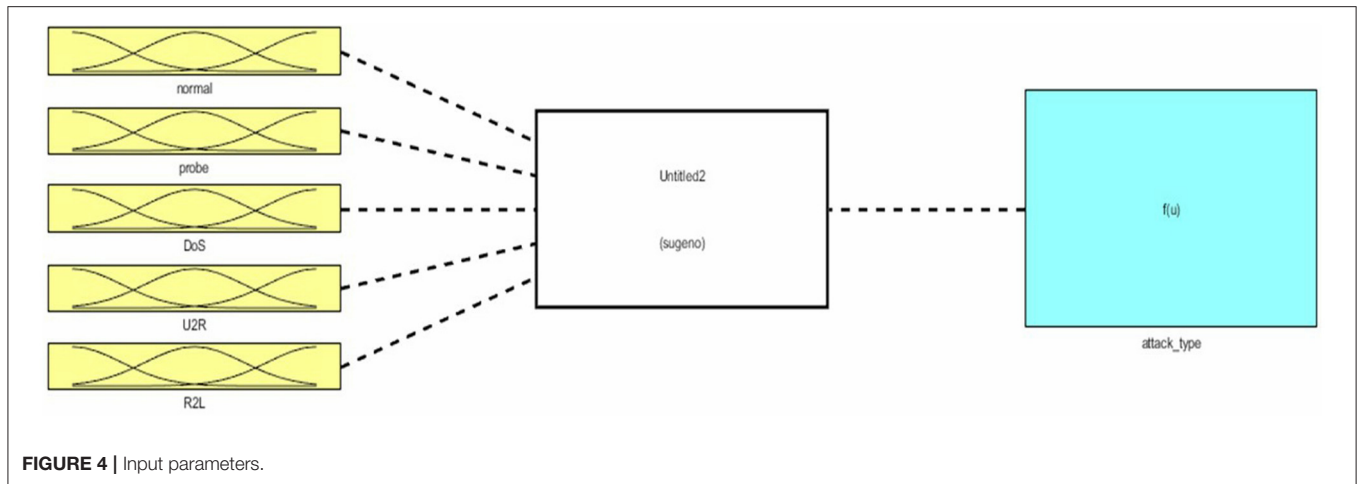 normal
probe
DoS
U2R
R2L
Untitled2
(sugeno)
f(u)
attack_type
FIGURE 4 | Input parameters.